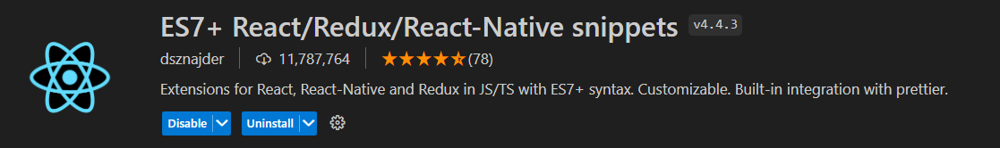 ES7+ React/Redux/React-Native snippets v4.4.3
dsznajder 11,787,764 (78)
Extensions for React, React-Native and Redux in JS/TS with ES7+ syntax. Customizable. Built-in integration with prettier.
Disable Uninstall